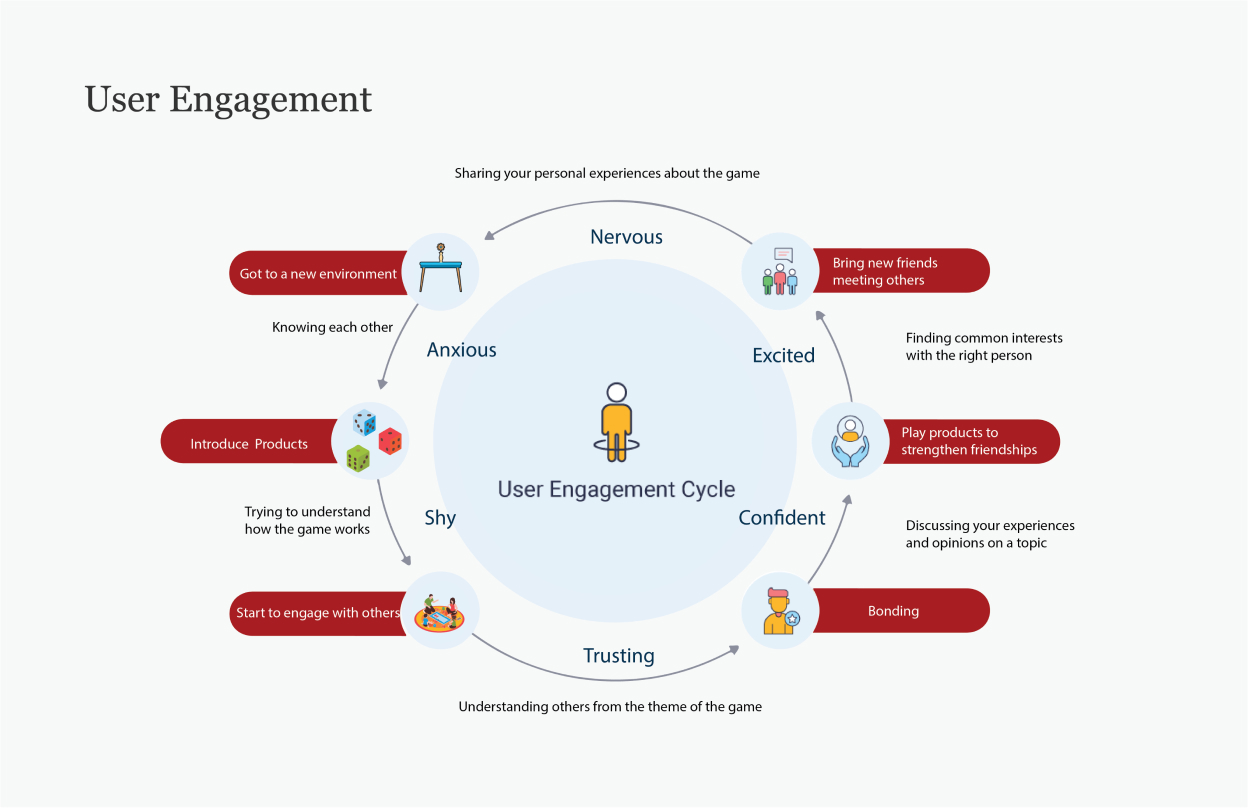 User Engagement
Sharing your personal experiences about the game
Nervous
Got to a new environment
Bring new friends
meeting others
Knowing each other
Anxious
Excited
Finding common interests
with the right person
Introduce Products
Play products to
strengthen friendships
User Engagement Cycle
Trying to understand
how the game works
Shy
Confident
Discussing your experiences
and opinions on a topic
Start to engage with others
Bonding
Trusting
Understanding others from the theme of the game